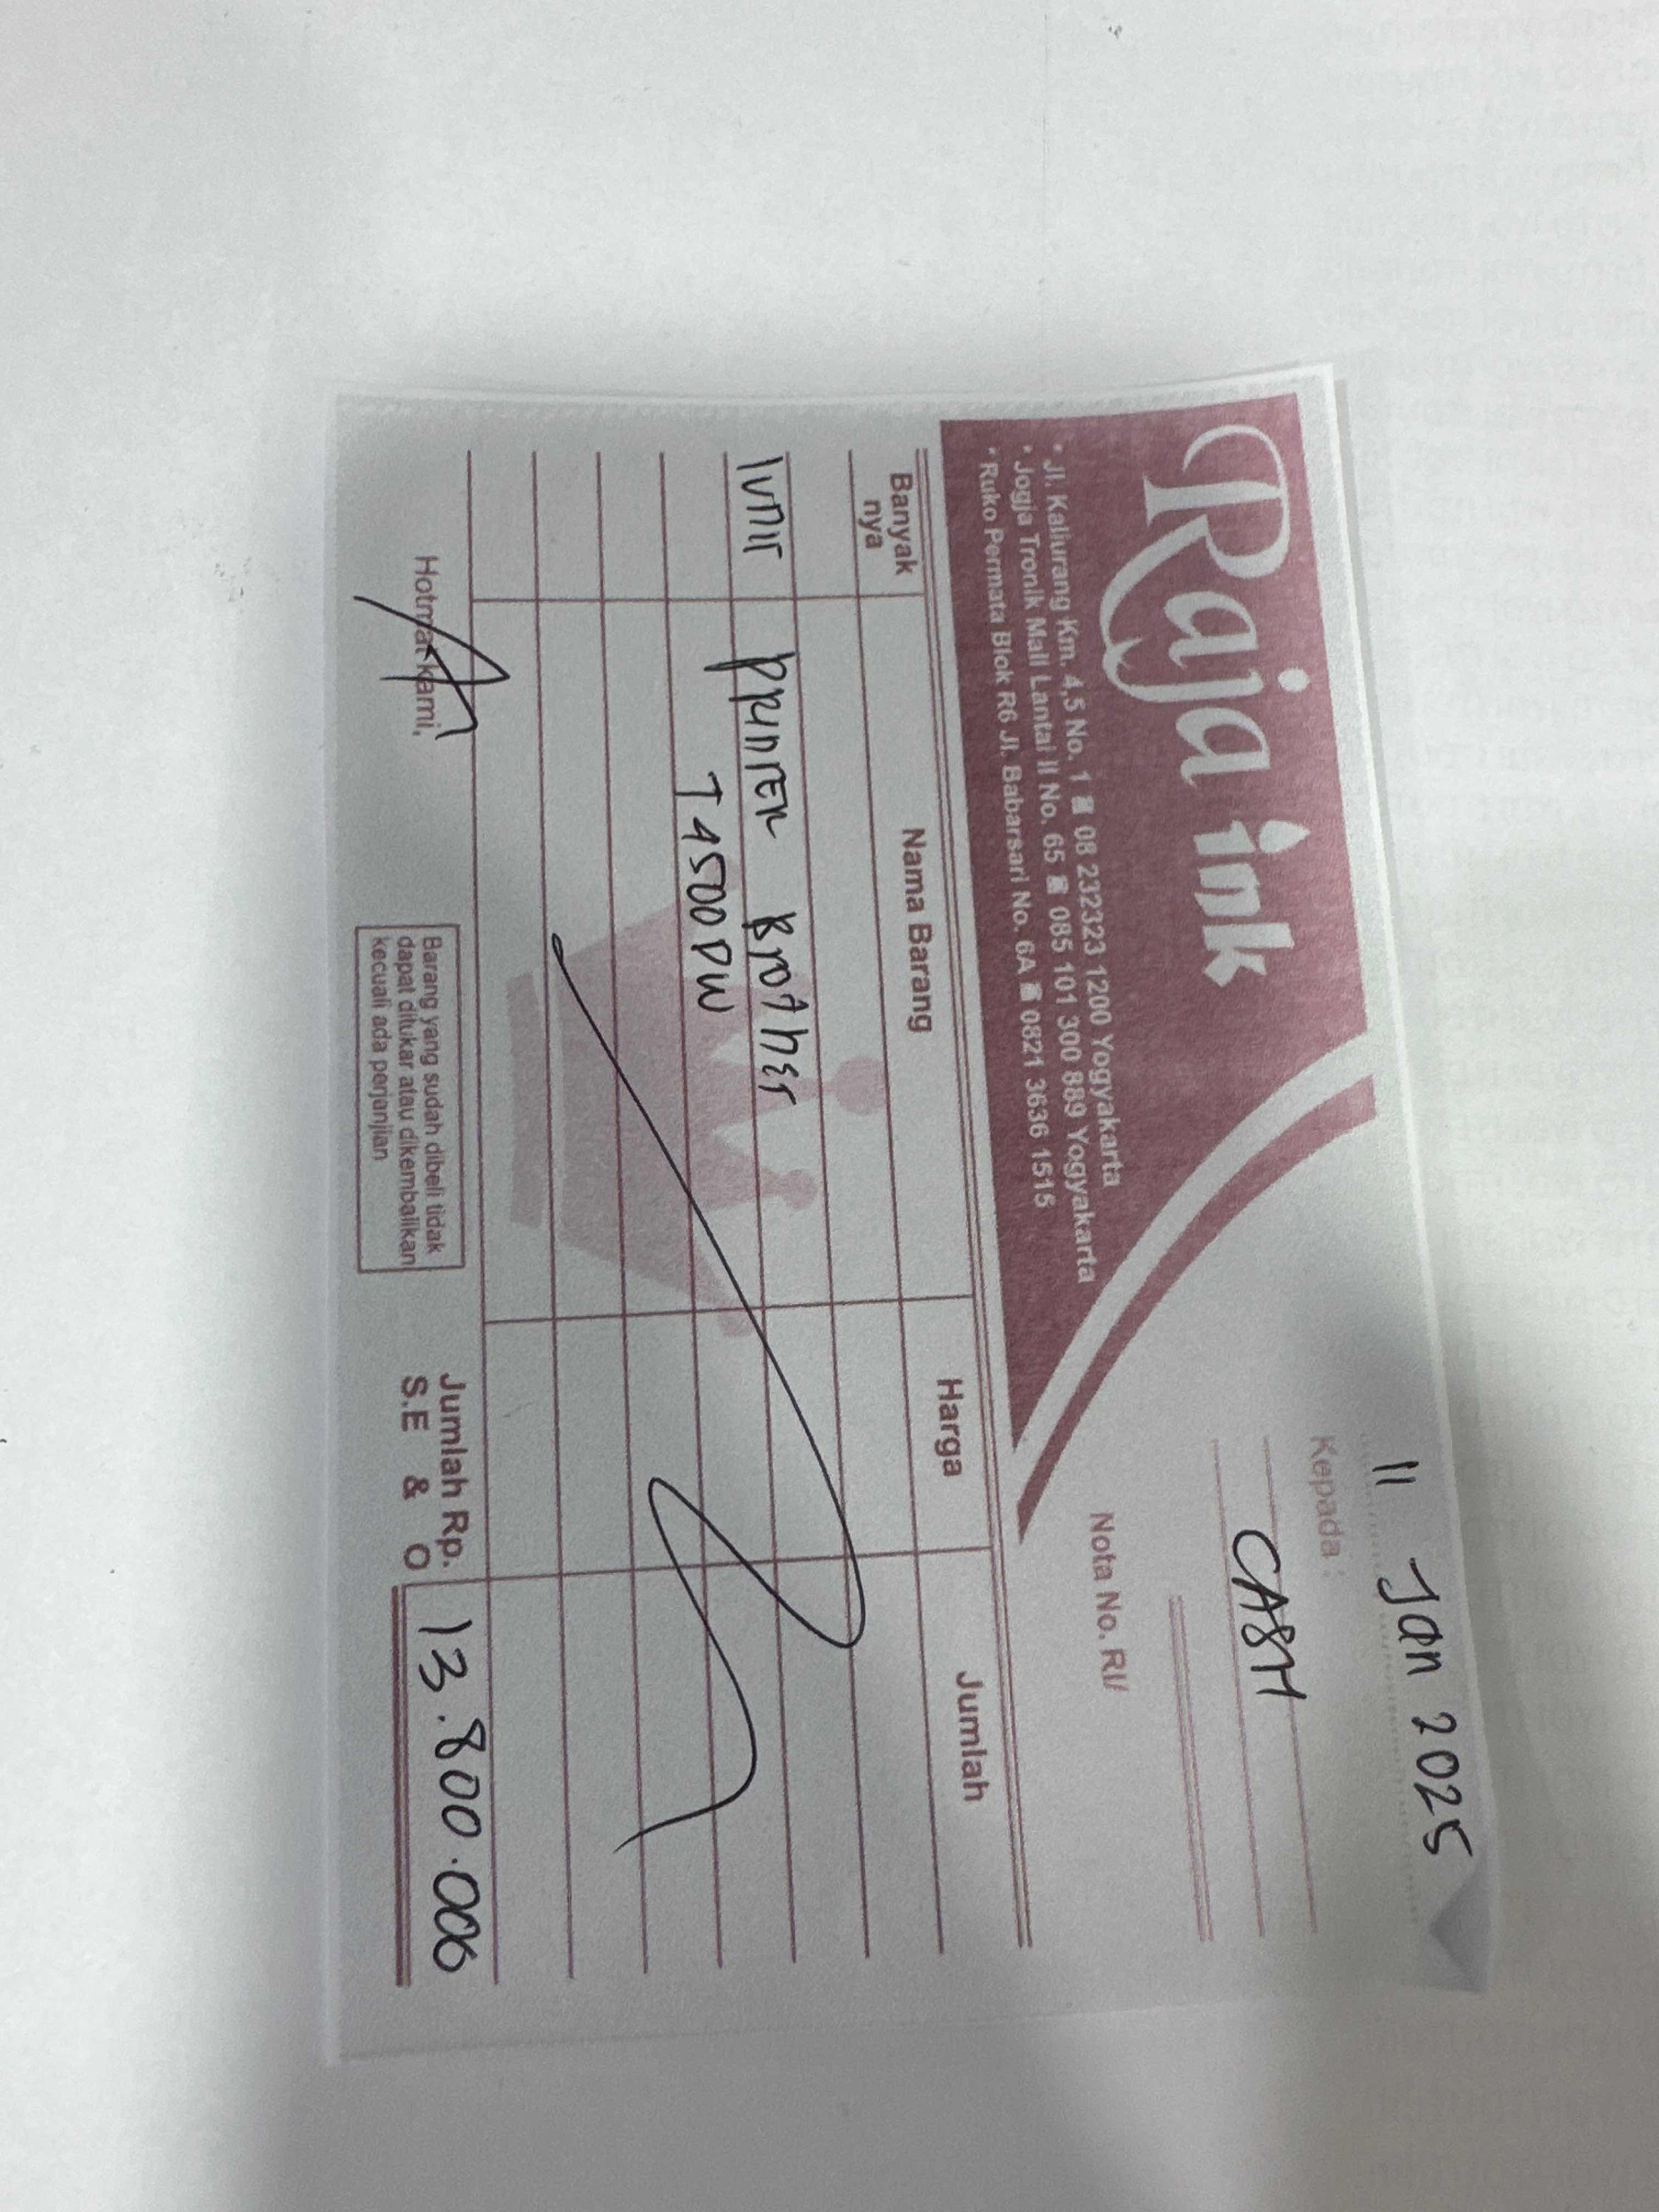 Raja ink
* Jl. Kaliurang Km. 4,5 No. 1 ☎ 08 232323 1200 Yogyakarta
* Jogja Tronik Mall Lantai II No. 65 ☎ 085 101 300 889 Yogyakarta
* Ruko Permata Blok R6 Jl. Babarsari No. 6A ☎ 0821 3636 1515
11 Jan 2025
Kepada :
CASH
Nota No. RI/
Banyak nya Nama Barang Harga Jumlah
1 unit printer Brother
T4500DW
Hotmat kami,
Barang yang sudah dibeli tidak
dapat ditukar atau dikembalikan
kecuali ada perjanjian
Jumlah Rp. 13.800.000
S.E & O